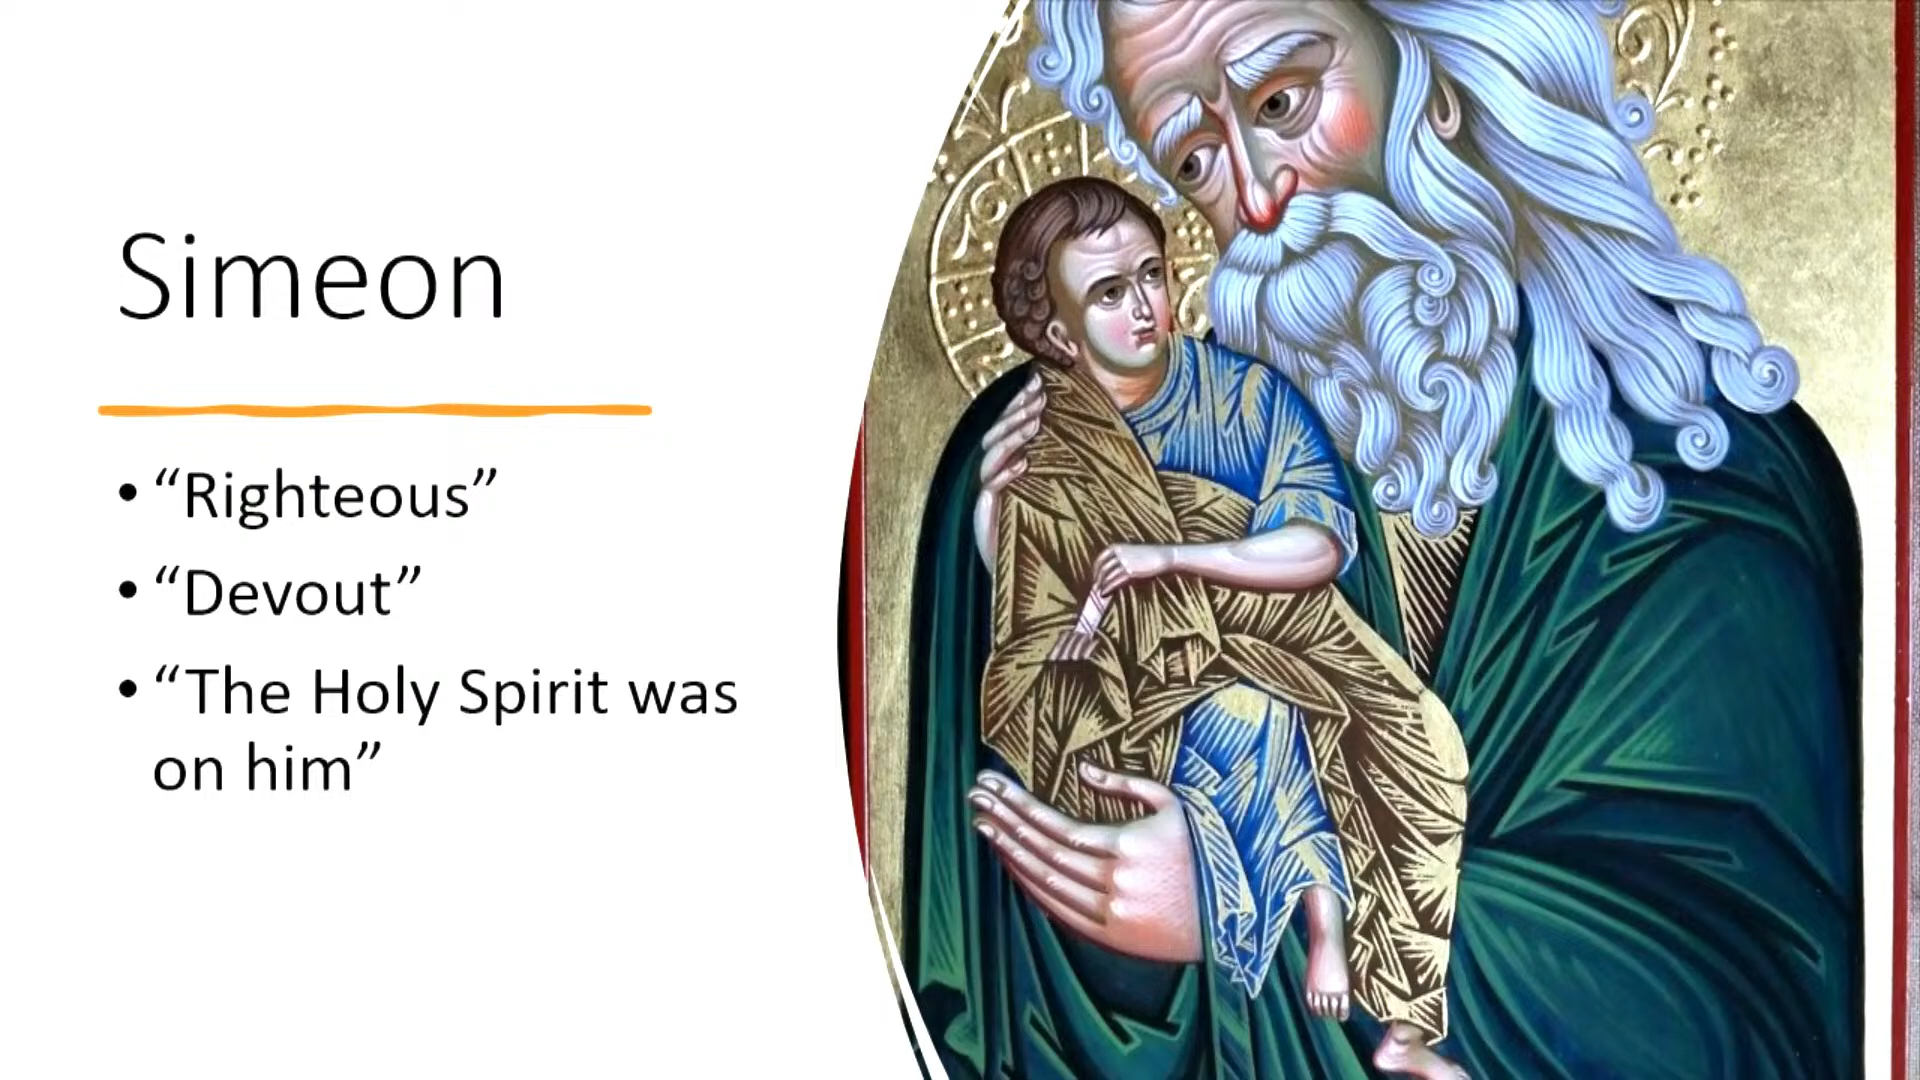 Simeon
• “Righteous”
• “Devout”
• “The Holy Spirit was
on him”